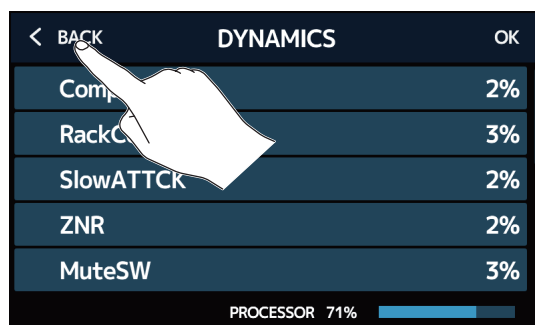 < BACK DYNAMICS OK
2%
3%
SlowATTCK 2%
ZNR 2%
MuteSW 3%
PROCESSOR 71%